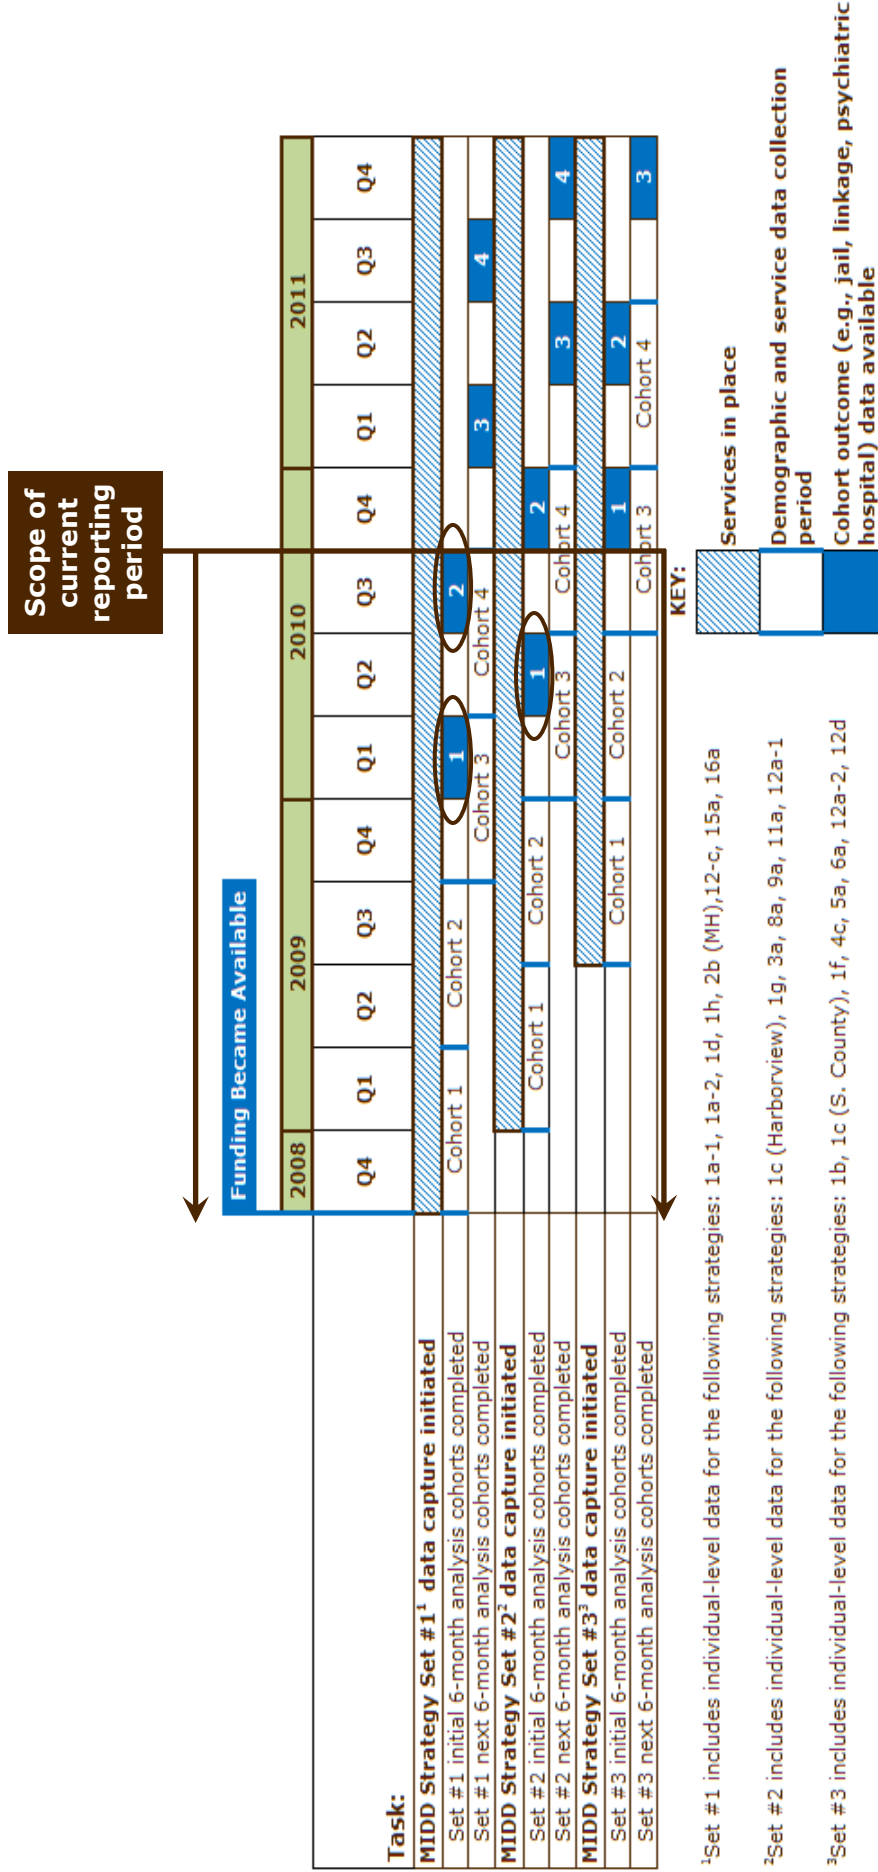 Scope of
current
reporting
period
Funding Became Available
2008 2009 2010 2011
Task: Q4 Q1 Q2 Q3 Q4 Q1 Q2 Q3 Q4 Q1 Q2 Q3 Q4
MIDD Strategy Set #1¹ data capture initiated
Set #1 initial 6-month analysis cohorts completed Cohort 1 Cohort 2 1 2
Set #1 next 6-month analysis cohorts completed Cohort 3 Cohort 4 3 4
MIDD Strategy Set #2² data capture initiated
Set #2 initial 6-month analysis cohorts completed Cohort 1 Cohort 2 1 2
Set #2 next 6-month analysis cohorts completed Cohort 3 Cohort 4 3 4
MIDD Strategy Set #3³ data capture initiated
Set #3 initial 6-month analysis cohorts completed Cohort 1 Cohort 2 1 2
Set #3 next 6-month analysis cohorts completed Cohort 3 Cohort 4 3
KEY:
Services in place
Demographic and service data collection
period
Cohort outcome (e.g., jail, linkage, psychiatric
hospital) data available
¹Set #1 includes individual-level data for the following strategies: 1a-1, 1a-2, 1d, 1h, 2b (MH),12-c, 15a, 16a
²Set #2 includes individual-level data for the following strategies: 1c (Harborview), 1g, 3a, 8a, 9a, 11a, 12a-1
³Set #3 includes individual-level data for the following strategies: 1b, 1c (S. County), 1f, 4c, 5a, 6a, 12a-2, 12d